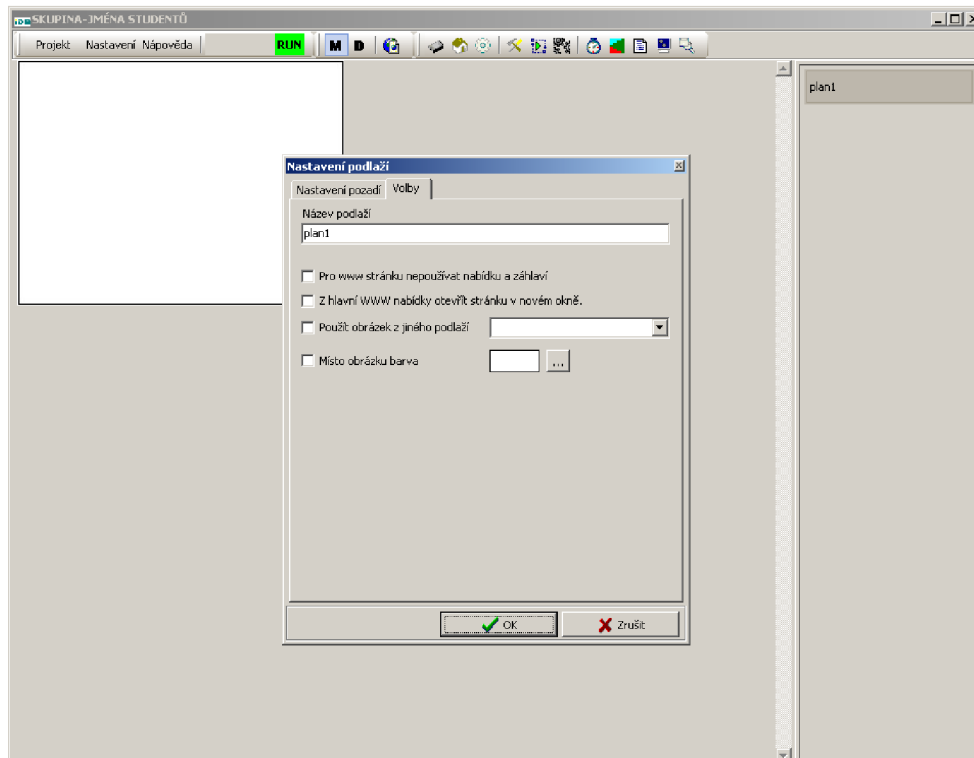 SKUPINA-JMÉNA STUDENTŮ
Projekt Nastavení Nápověda RUN M D
plan1
Nastavení podlaží
Nastavení pozadí Volby
Název podlaží
plan1
Pro www stránku nepoužívat nabídku a záhlaví
Z hlavní WWW nabídky otevřít stránku v novém okně.
Použít obrázek z jiného podlaží
Místo obrázku barva ...
OK Zrušit